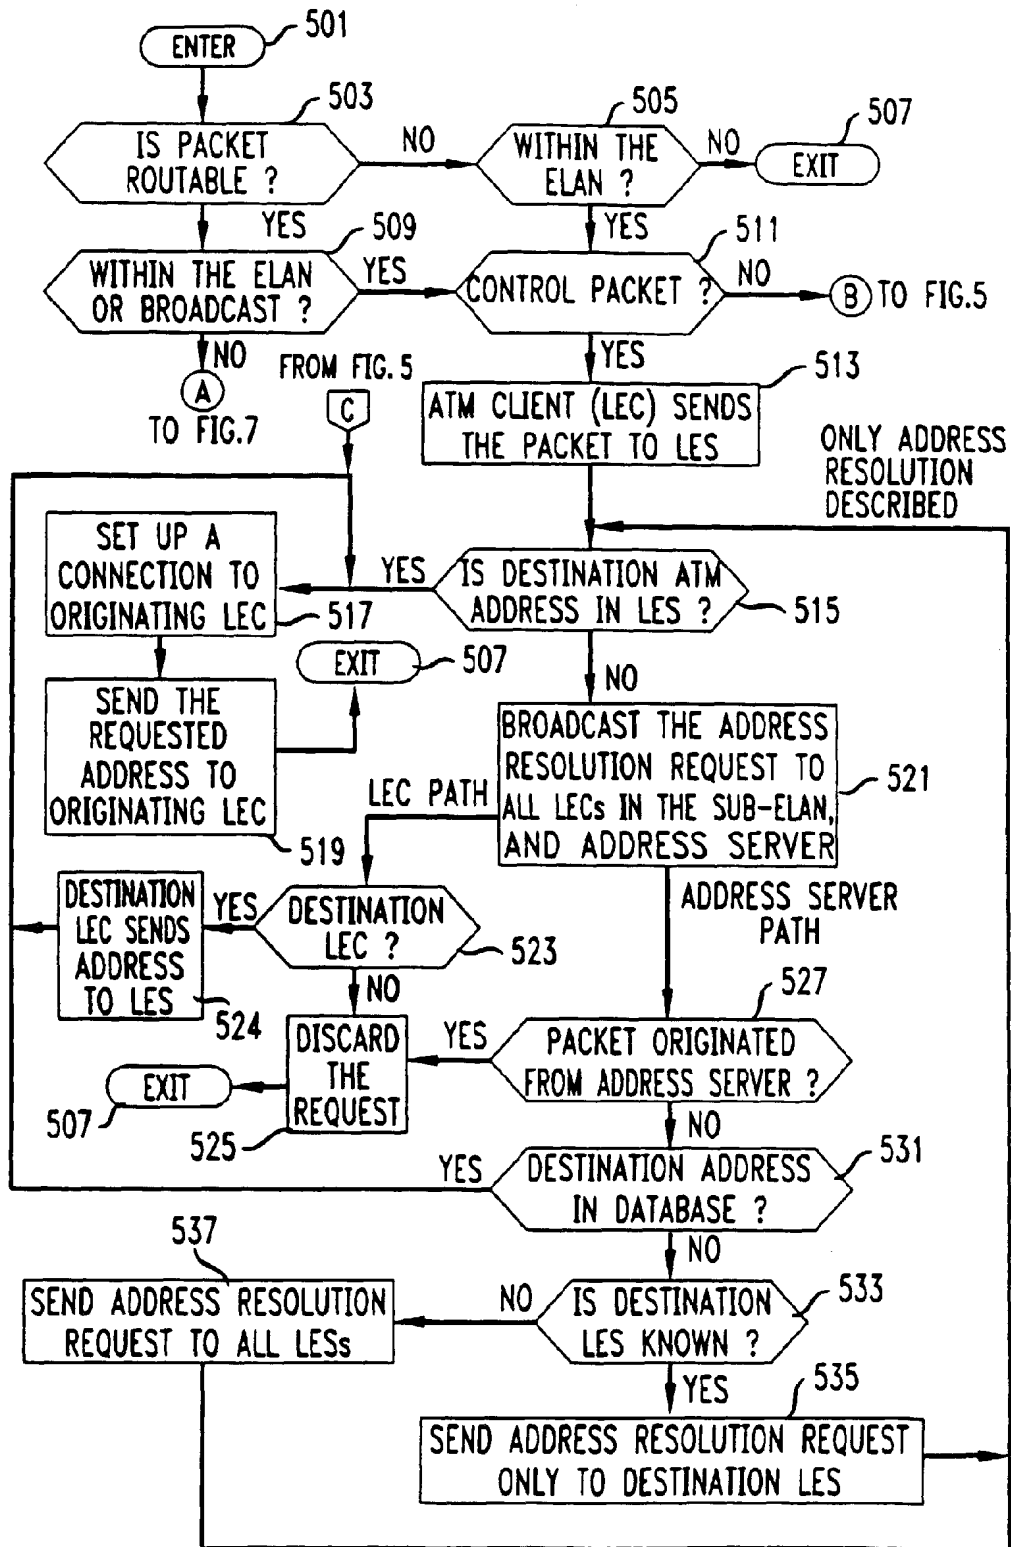 ENTER
501
IS PACKET
ROUTABLE ?
503
NO
WITHIN THE
ELAN ?
505
NO
EXIT
507
YES
YES
WITHIN THE ELAN
OR BROADCAST ?
509
YES
CONTROL PACKET ?
511
NO
B
TO FIG.5
NO
A
TO FIG.7
FROM FIG. 5
C
YES
ATM CLIENT (LEC) SENDS
THE PACKET TO LES
513
ONLY ADDRESS
RESOLUTION
DESCRIBED
SET UP A
CONNECTION TO
ORIGINATING LEC
517
YES
IS DESTINATION ATM
ADDRESS IN LES ?
515
EXIT
507
NO
SEND THE
REQUESTED
ADDRESS TO
ORIGINATING LEC
519
BROADCAST THE ADDRESS
RESOLUTION REQUEST TO
ALL LECs IN THE SUB-ELAN,
AND ADDRESS SERVER
521
LEC PATH
ADDRESS SERVER
PATH
DESTINATION
LEC SENDS
ADDRESS
TO LES
524
YES
DESTINATION
LEC ?
523
NO
DISCARD
THE
REQUEST
525
EXIT
507
YES
PACKET ORIGINATED
FROM ADDRESS SERVER ?
527
NO
YES
DESTINATION ADDRESS
IN DATABASE ?
531
NO
537
SEND ADDRESS RESOLUTION
REQUEST TO ALL LESs
NO
IS DESTINATION
LES KNOWN ?
533
YES
535
SEND ADDRESS RESOLUTION REQUEST
ONLY TO DESTINATION LES